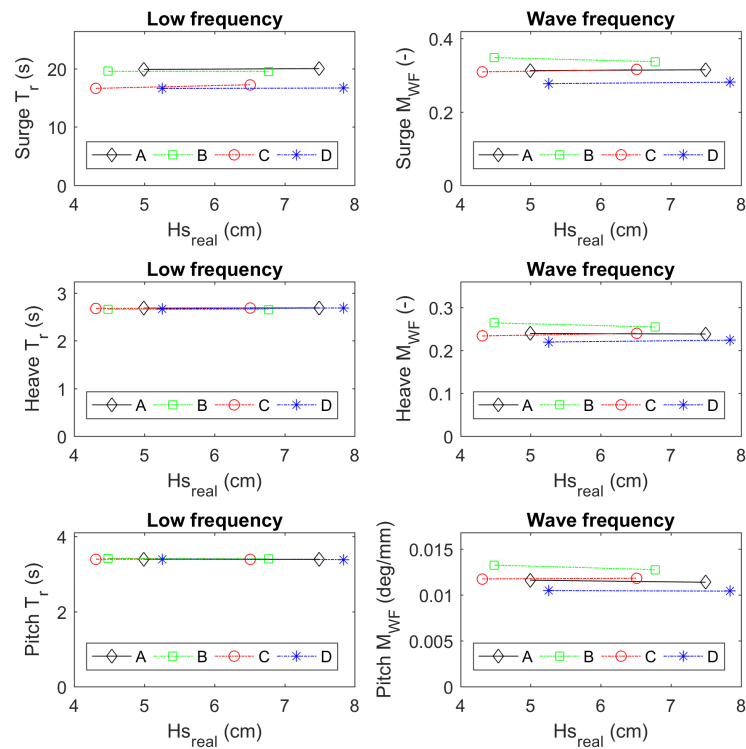 Low frequency
Surge T_r (s)
20
10
0
A B C D
4 5 6 7 8
Hs_real (cm)
Wave frequency
Surge M_WF (-)
0.4
0.2
0
A B C D
4 5 6 7 8
Hs_real (cm)
Low frequency
Heave T_r (s)
3
2
1
0
A B C D
4 5 6 7 8
Hs_real (cm)
Wave frequency
Heave M_WF (-)
0.3
0.2
0.1
0
A B C D
4 5 6 7 8
Hs_real (cm)
Low frequency
Pitch T_r (s)
4
2
0
A B C D
4 5 6 7 8
Hs_real (cm)
Wave frequency
Pitch M_WF (deg/mm)
0.015
0.01
0.005
0
A B C D
4 5 6 7 8
Hs_real (cm)